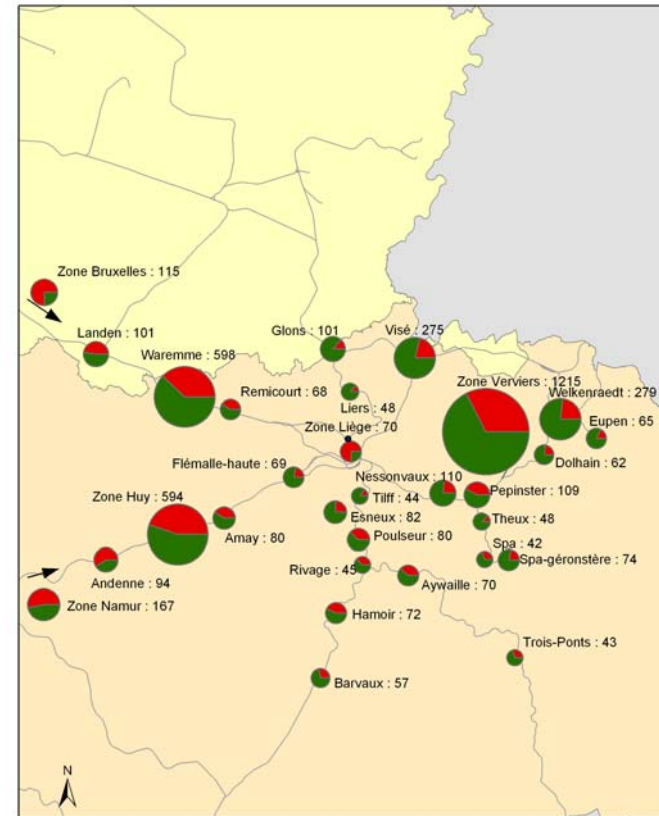 Zone Bruxelles : 115
Landen : 101
Glons : 101
Visé : 275
Waremme : 598
Zone Verviers : 1215
Remicourt : 68
Liers : 48
Welkenraedt : 279
Zone Liège : 70
Eupen : 65
Dolhain : 62
Flémalle-haute : 69
Nessonvaux : 110
Zone Huy : 594
Tilff : 44
Pepinster : 109
Esneux : 82
Theux : 48
Amay : 80
Poulseur : 80
Spa : 42
Spa-géronstère : 74
Rivage : 45
Andenne : 94
Aywaille : 70
Zone Namur : 167
Hamoir : 72
Trois-Ponts : 43
Barvaux : 57
N